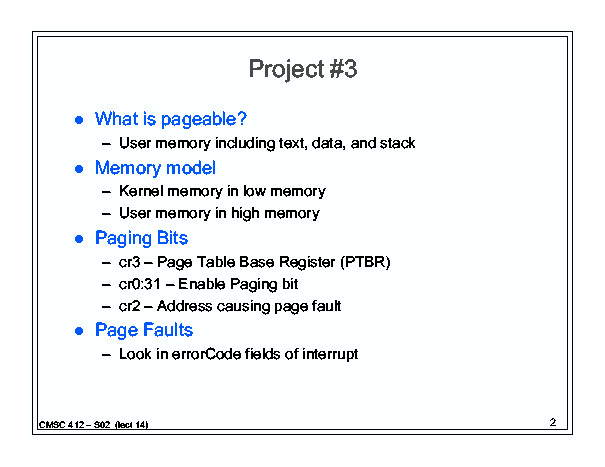 Project #3
● What is pageable?
– User memory including text, data, and stack
● Memory model
– Kernel memory in low memory
– User memory in high memory
● Paging Bits
– cr3 – Page Table Base Register (PTBR)
– cr0:31 – Enable Paging bit
– cr2 – Address causing page fault
● Page Faults
– Look in errorCode fields of interrupt
CMSC 412 – S02 (lect 14)
2